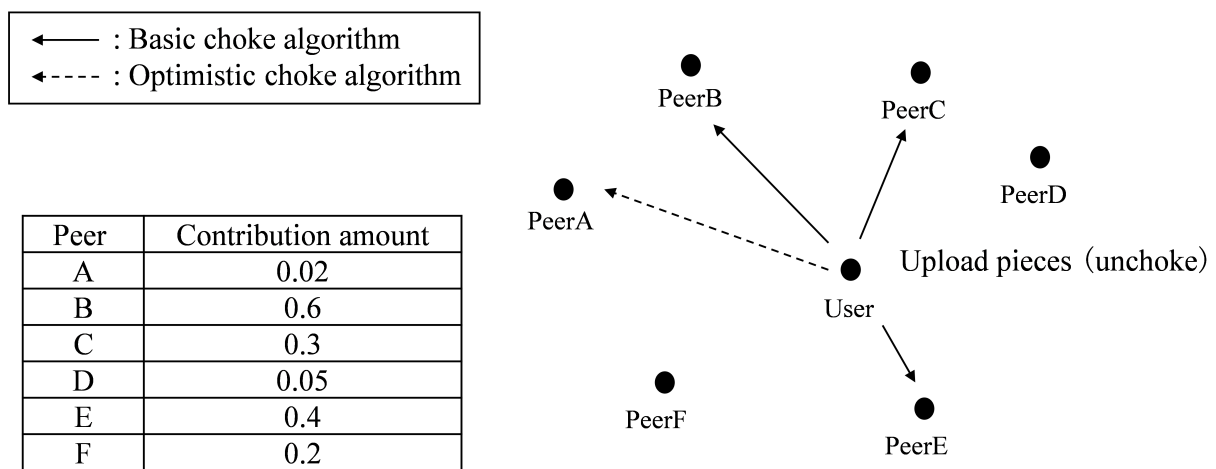 : Basic choke algorithm
: Optimistic choke algorithm
PeerB
PeerC
PeerD
PeerA
Upload pieces (unchoke)
User
PeerF
PeerE
Peer Contribution amount
A 0.02
B 0.6
C 0.3
D 0.05
E 0.4
F 0.2